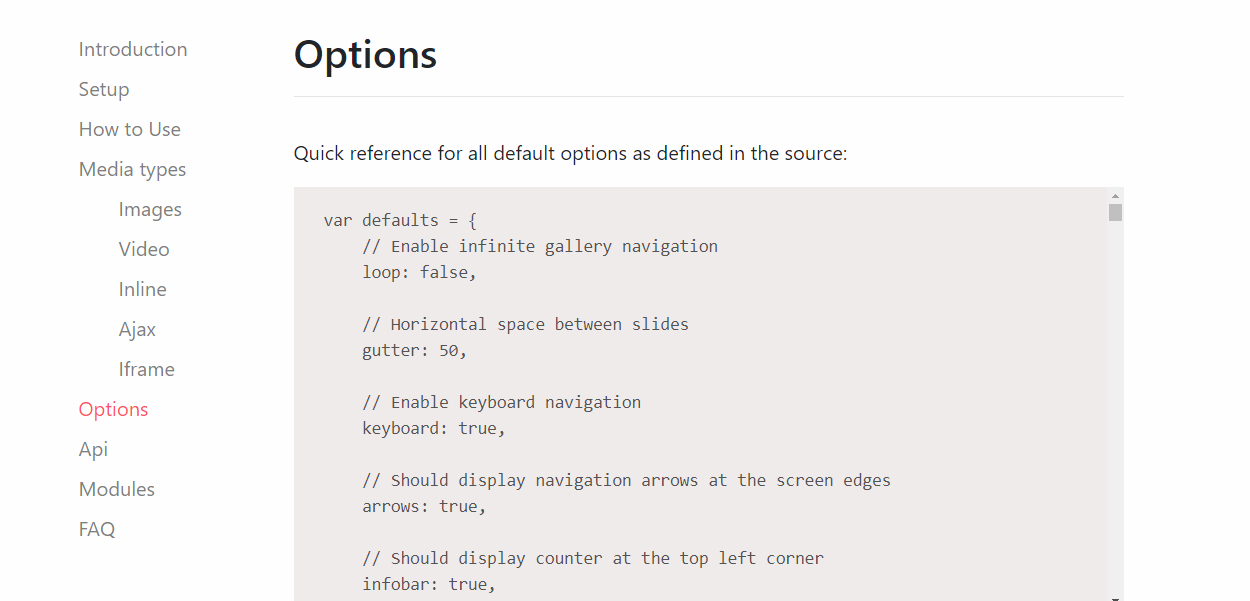 Introduction
Setup
How to Use
Media types
Images
Video
Inline
Ajax
Iframe
Options
Api
Modules
FAQ
Options
Quick reference for all default options as defined in the source:
var defaults = {
// Enable infinite gallery navigation
loop: false,
// Horizontal space between slides
gutter: 50,
// Enable keyboard navigation
keyboard: true,
// Should display navigation arrows at the screen edges
arrows: true,
// Should display counter at the top left corner
infobar: true,